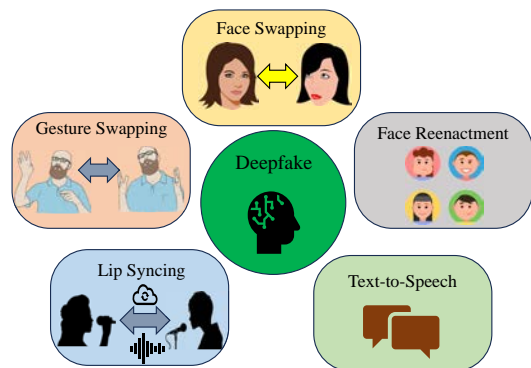 Face Swapping
Gesture Swapping
Face Reenactment
Deepfake
Lip Syncing
Text-to-Speech